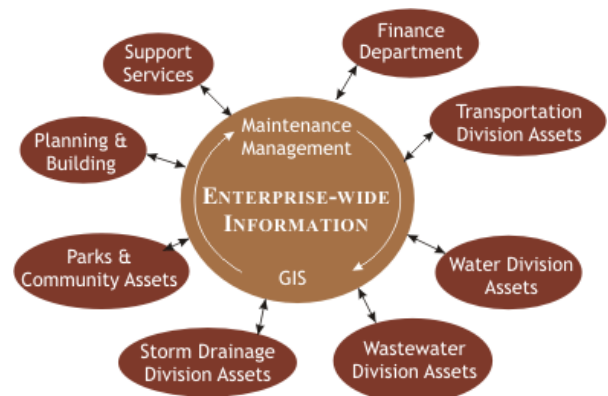 Finance
Department
Support
Services
Transportation
Division Assets
Maintenance
Management
Planning &
Building
ENTERPRISE-WIDE
INFORMATION
Parks &
Community Assets
Water Division
Assets
GIS
Storm Drainage
Division Assets
Wastewater
Division Assets